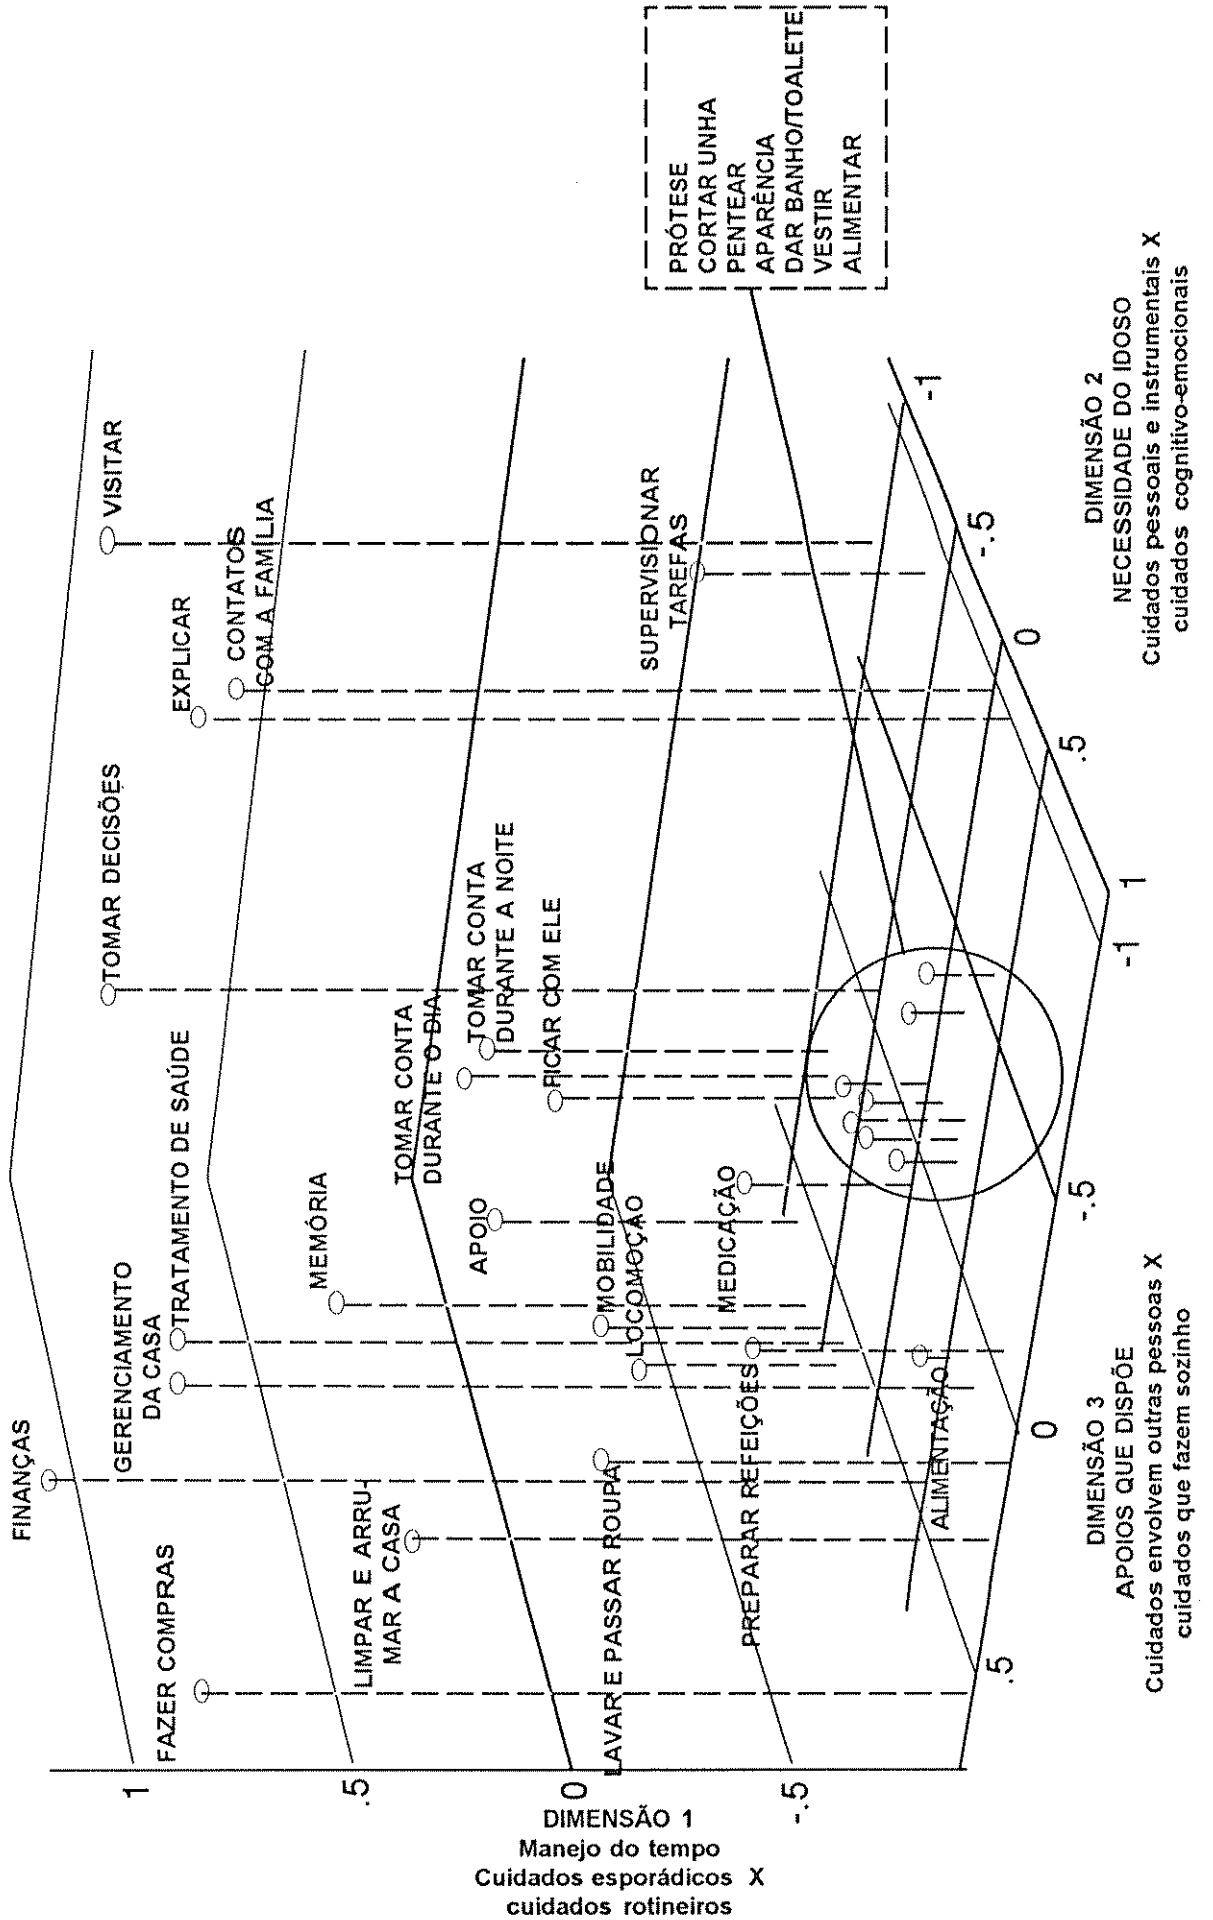 FINANÇAS
FAZER COMPRAS
GERENCIAMENTO
DA CASA
TRATAMENTO DE SAÚDE
TOMAR DECISÕES
EXPLICAR
CONTATOS
COM A FAMÍLIA
VISITAR
LIMPAR E ARRU-
MAR A CASA
MEMÓRIA
TOMAR CONTA
DURANTE O DIA
TOMAR CONTA
DURANTE A NOITE
FICAR COM ELE
APOIO
SUPERVISIONAR
TAREFAS
LAVAR E PASSAR ROUPA
MOBILIDADE
LOCOMOÇÃO
MEDICAÇÃO
PREPARAR REFEIÇÕES
ALIMENTAÇÃO
PRÓTESE
CORTAR UNHA
PENTEAR
APARÊNCIA
DAR BANHO/TOALETE
VESTIR
ALIMENTAR
1
.5
0
-.5
DIMENSÃO 1
Manejo do tempo
Cuidados esporádicos X
cuidados rotineiros
.5
0
-.5
-1
DIMENSÃO 3
APOIOS QUE DISPÕE
Cuidados envolvem outras pessoas X
cuidados que fazem sozinho
1
.5
0
-.5
-1
DIMENSÃO 2
NECESSIDADE DO IDOSO
Cuidados pessoais e instrumentais X
cuidados cognitivo-emocionais